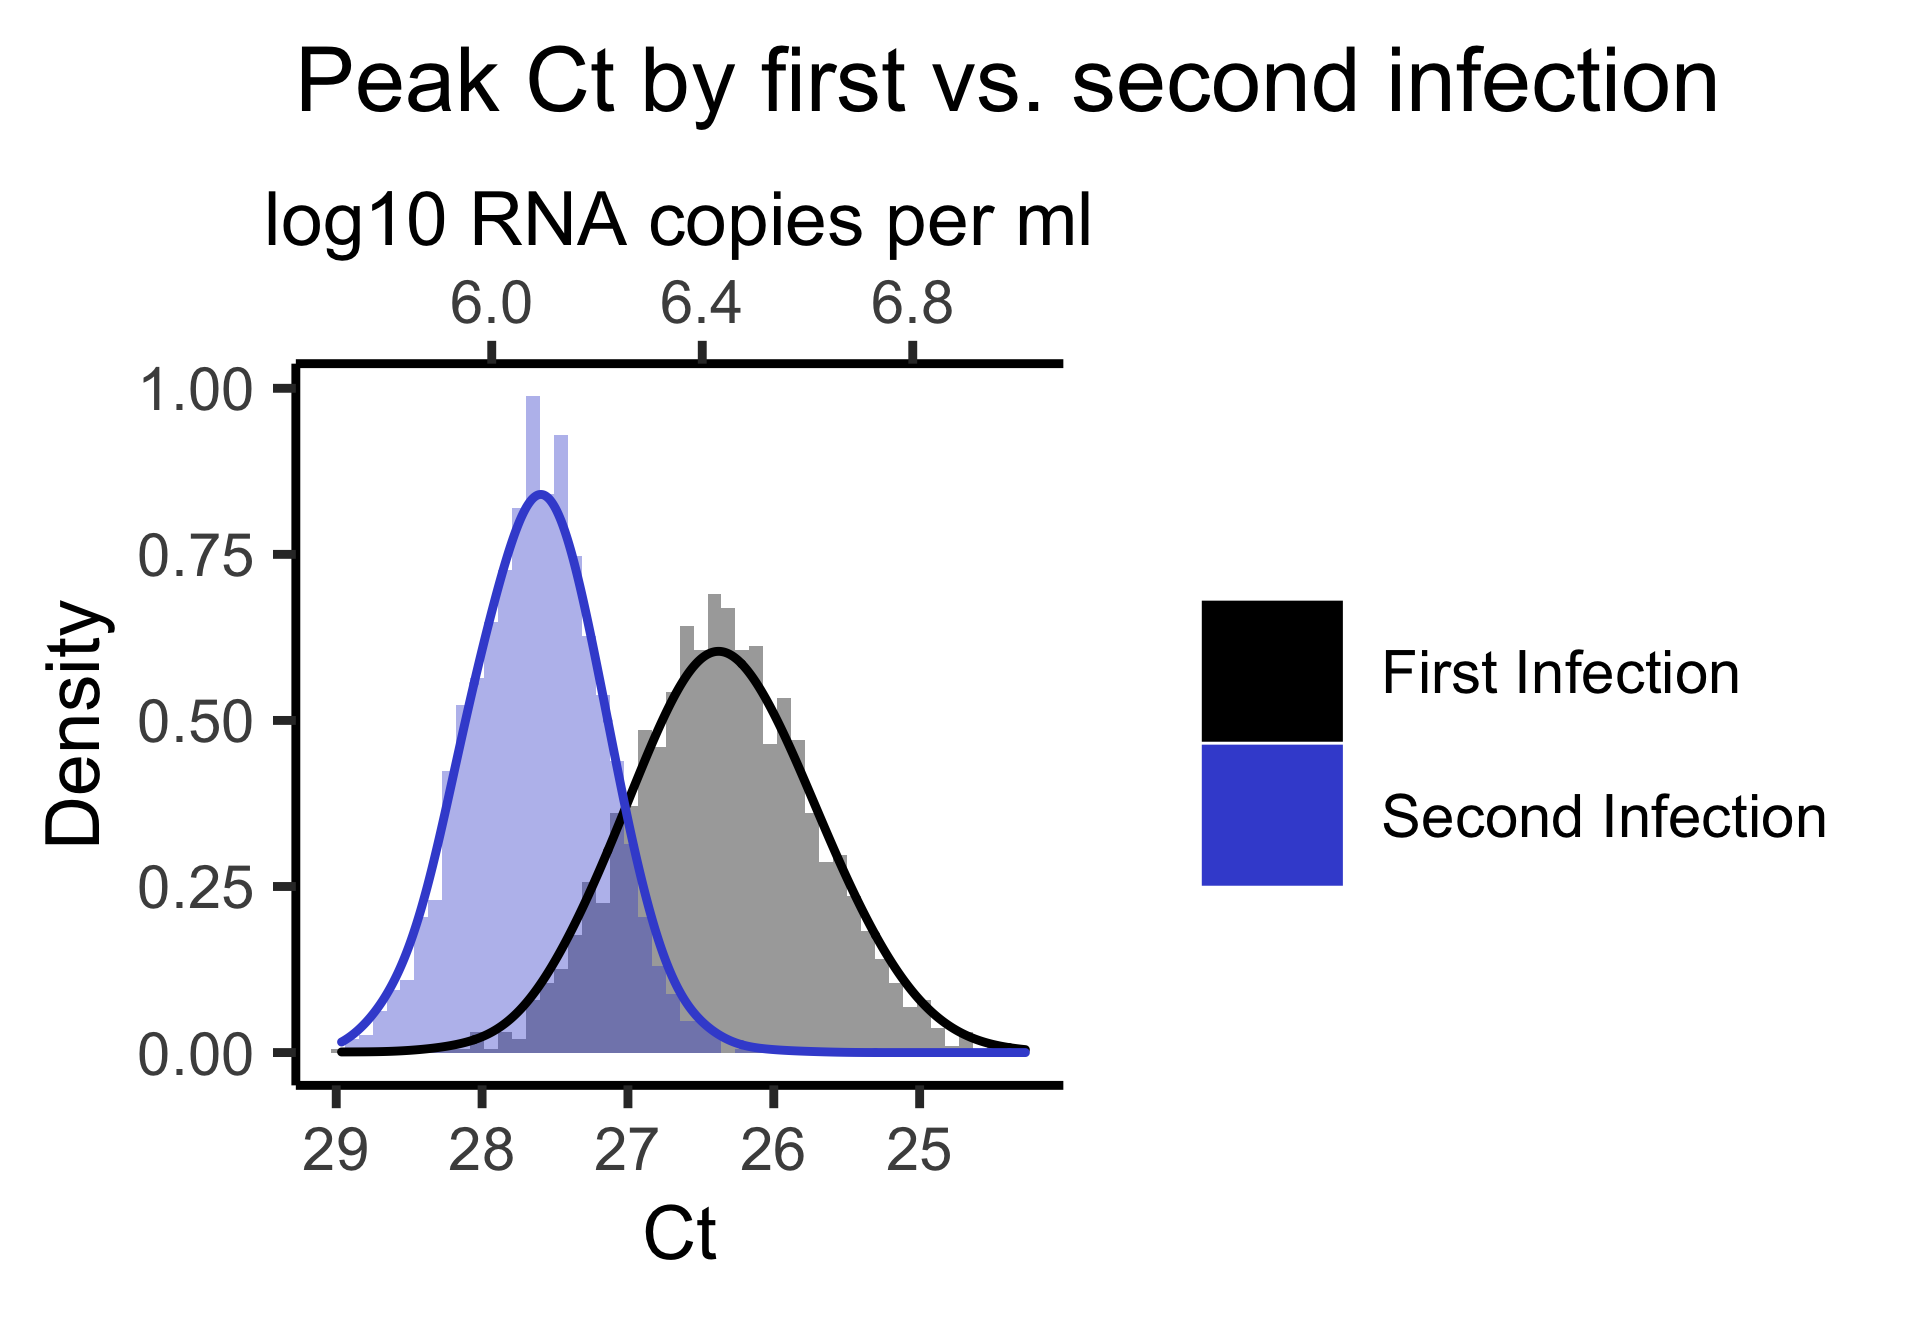 Peak Ct by first vs. second infection
log10 RNA copies per ml
6.0 6.4 6.8
1.00
0.75
0.50
0.25
0.00
Density
29 28 27 26 25
Ct
First Infection
Second Infection